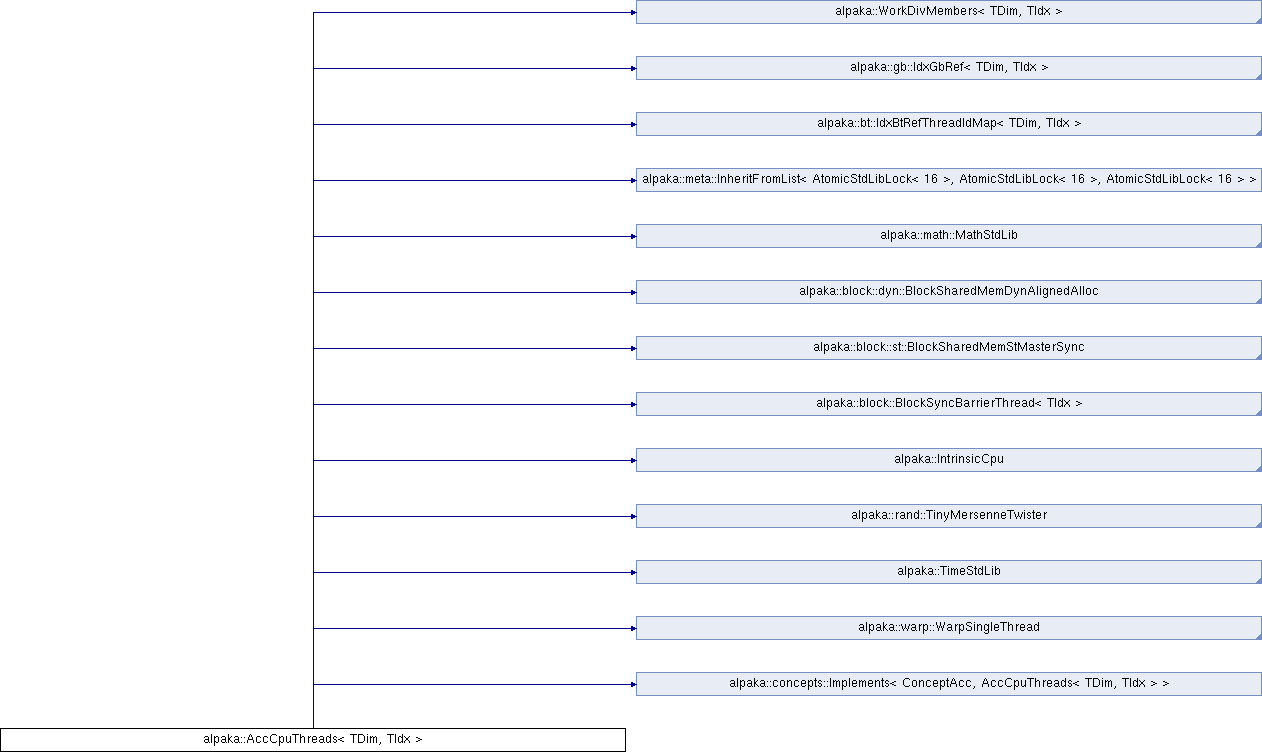 alpaka::WorkDivMembers< TDim, TIdx >
alpaka::gb::IdxGbRef< TDim, TIdx >
alpaka::bt::IdxBtRefThreadIdMap< TDim, TIdx >
alpaka::meta::InheritFromList< AtomicStdLibLock< 16 >, AtomicStdLibLock< 16 >, AtomicStdLibLock< 16 > >
alpaka::math::MathStdLib
alpaka::block::dyn::BlockSharedMemDynAlignedAlloc
alpaka::block::st::BlockSharedMemStMasterSync
alpaka::block::BlockSyncBarrierThread< TIdx >
alpaka::IntrinsicCpu
alpaka::rand::TinyMersenneTwister
alpaka::TimeStdLib
alpaka::warp::WarpSingleThread
alpaka::concepts::Implements< ConceptAcc, AccCpuThreads< TDim, TIdx > >
alpaka::AccCpuThreads< TDim, TIdx >